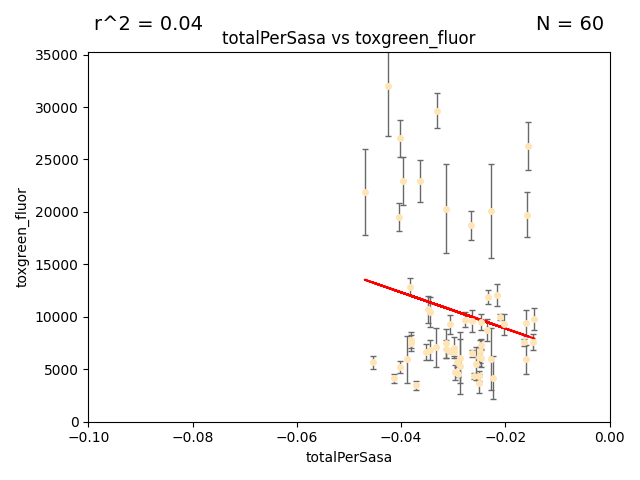 r^2 = 0.04
N = 60
totalPerSasa vs toxgreen_fluor
35000
30000
25000
20000
15000
10000
5000
0
toxgreen_fluor
−0.10
−0.08
−0.06
−0.04
−0.02
0.00
totalPerSasa